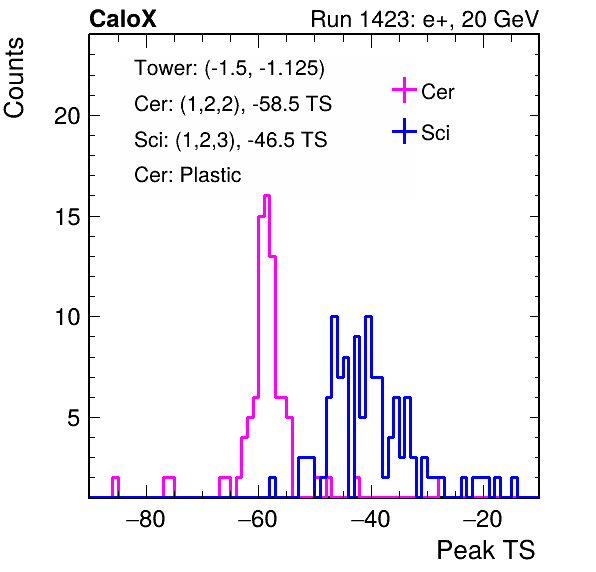 CaloX Run 1423: e+, 20 GeV
Counts
Tower: (-1.5, -1.125)
Cer: (1,2,2), -58.5 TS
Sci: (1,2,3), -46.5 TS
Cer: Plastic
Cer
Sci
20
15
10
5
−80 −60 −40 −20
Peak TS